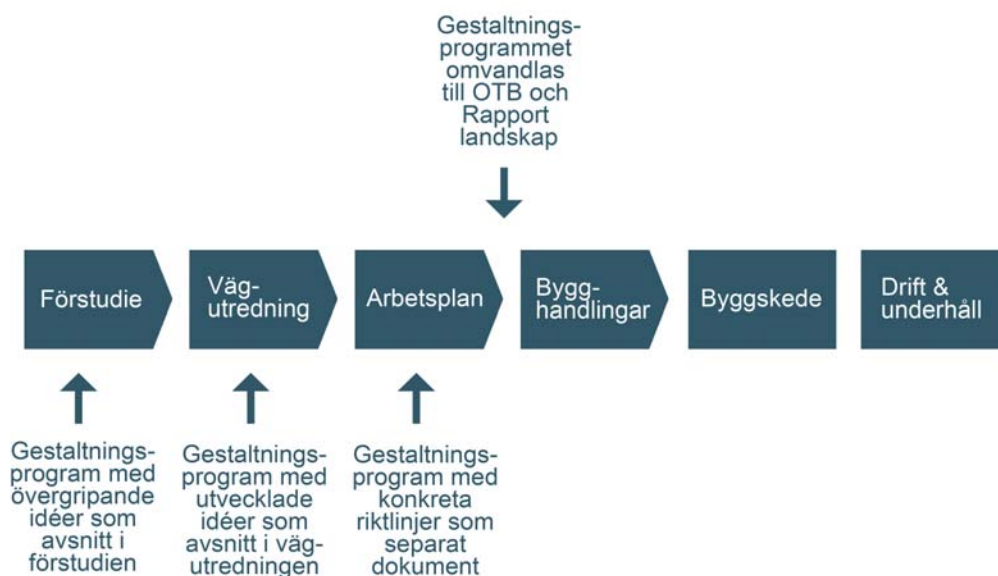 Gestaltnings-
programmet
omvandlas
till OTB och
Rapport
landskap
Förstudie
Väg-
utredning
Arbetsplan
Bygg-
handlingar
Byggskede
Drift &
underhåll
Gestaltnings-
program med
övergripande
idéer som
avsnitt i
förstudien
Gestaltnings-
program med
utvecklade
idéer som
avsnitt i väg-
utredningen
Gestaltnings-
program med
konkreta
riktlinjer som
separat
dokument